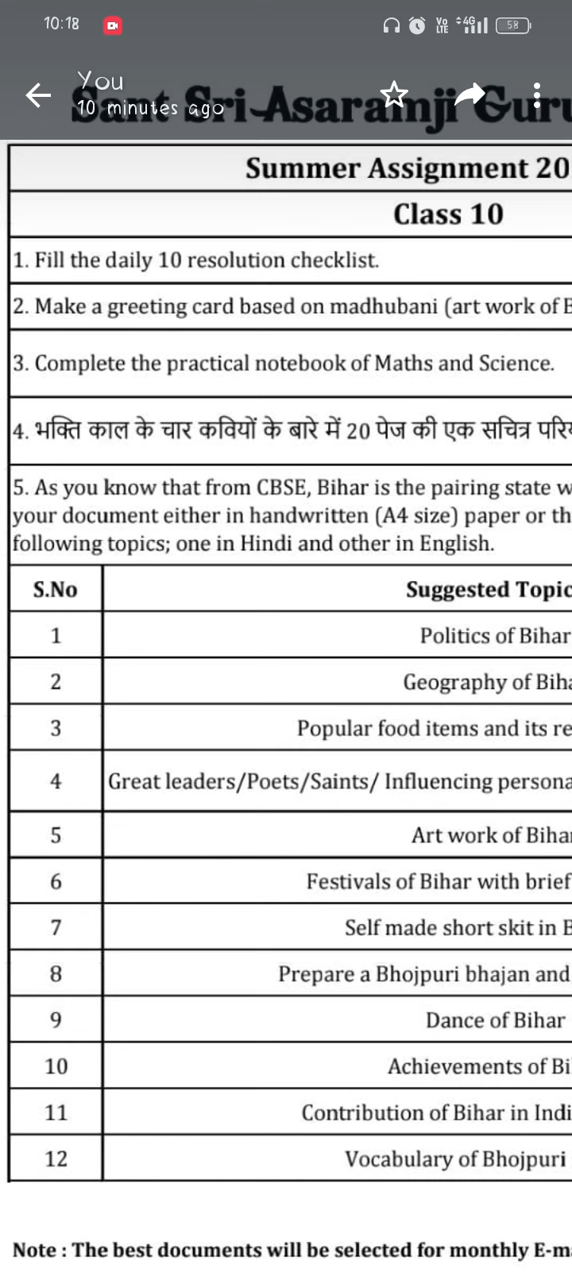 10:18
Vo LTE 4G 58
You
10 minutes ago
Sant Sri Asaramji
Summer Assignment 20
Class 10
1. Fill the daily 10 resolution checklist.
2. Make a greeting card based on madhubani (art work of
3. Complete the practical notebook of Maths and Science.
4. भक्ति काल के चार कवियों के बारे में 20 पेज की एक सचित्र
5. As you know that from CBSE, Bihar is the pairing state
your document either in handwritten (A4 size) paper or
following topics; one in Hindi and other in English.
S.No Suggested
1 Politics of Bihar
2 Geography of
3 Popular food items and its
4 Great leaders/Poets/Saints/ Influencing
5 Art work of
6 Festivals of Bihar with brief
7 Self made short skit in
8 Prepare a Bhojpuri bhajan and
9 Dance of Bihar
10 Achievements of
11 Contribution of Bihar in
12 Vocabulary of Bhojpuri
Note : The best documents will be selected for monthly